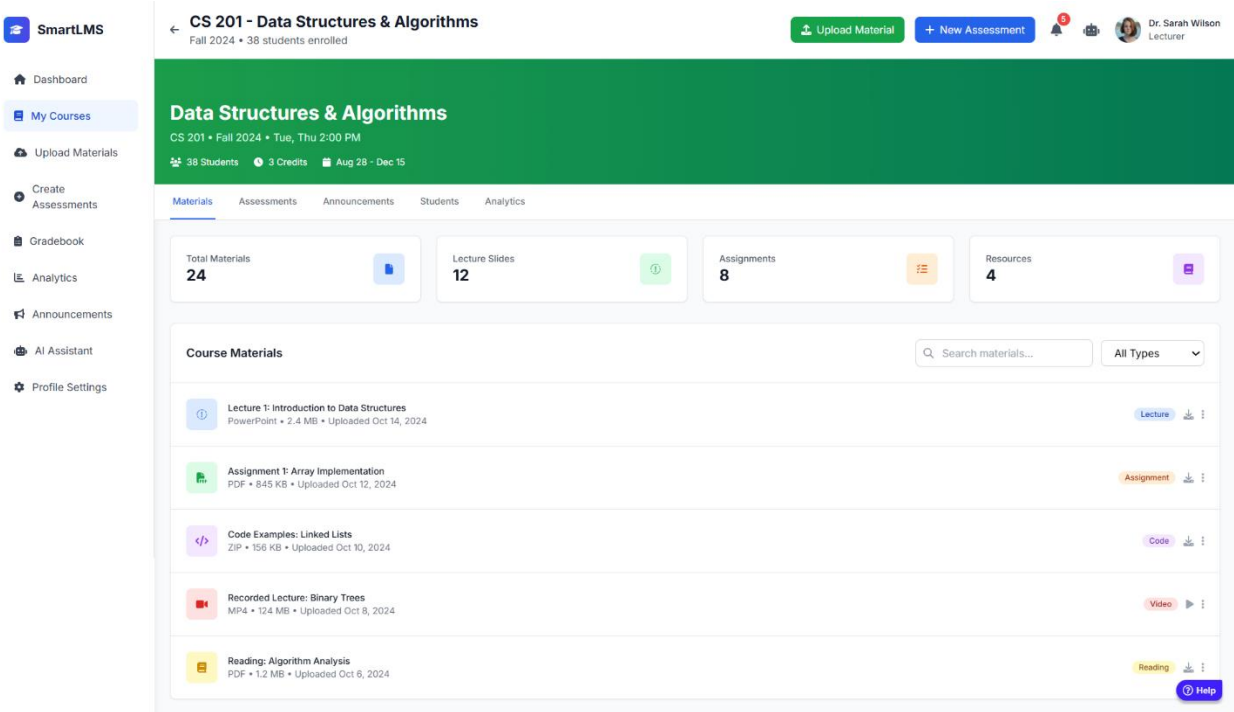 SmartLMS
Dashboard
My Courses
Upload Materials
Create
Assessments
Gradebook
Analytics
Announcements
AI Assistant
Profile Settings
CS 201 - Data Structures & Algorithms
Fall 2024 • 38 students enrolled
Upload Material
+ New Assessment
5
Dr. Sarah Wilson
Lecturer
Data Structures & Algorithms
CS 201 • Fall 2024 • Tue, Thu 2:00 PM
38 Students 3 Credits Aug 28 - Dec 15
Materials Assessments Announcements Students Analytics
Total Materials
24
Lecture Slides
12
Assignments
8
Resources
4
Course Materials
Search materials...
All Types
Lecture 1: Introduction to Data Structures
PowerPoint • 2.4 MB • Uploaded Oct 14, 2024
Lecture
Assignment 1: Array Implementation
PDF • 845 KB • Uploaded Oct 12, 2024
Assignment
Code Examples: Linked Lists
ZIP • 156 KB • Uploaded Oct 10, 2024
Code
Recorded Lecture: Binary Trees
MP4 • 124 MB • Uploaded Oct 8, 2024
Video
Reading: Algorithm Analysis
PDF • 1.2 MB • Uploaded Oct 6, 2024
Reading
Help